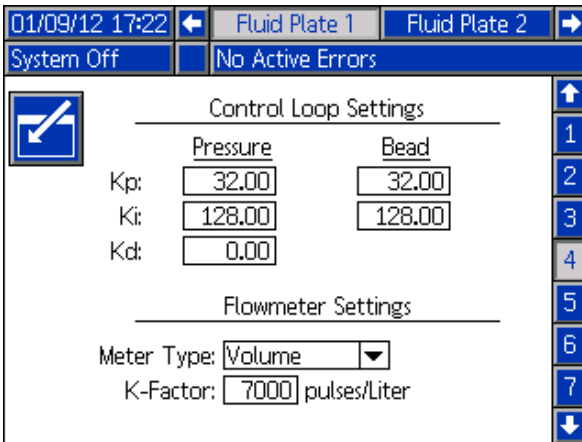 01/09/12 17:22 Fluid Plate 1 Fluid Plate 2
System Off No Active Errors
Control Loop Settings
Pressure Bead
Kp: 32.00 32.00
Ki: 128.00 128.00
Kd: 0.00
Flowmeter Settings
Meter Type: Volume
K-Factor: 7000 pulses/Liter
1
2
3
4
5
6
7